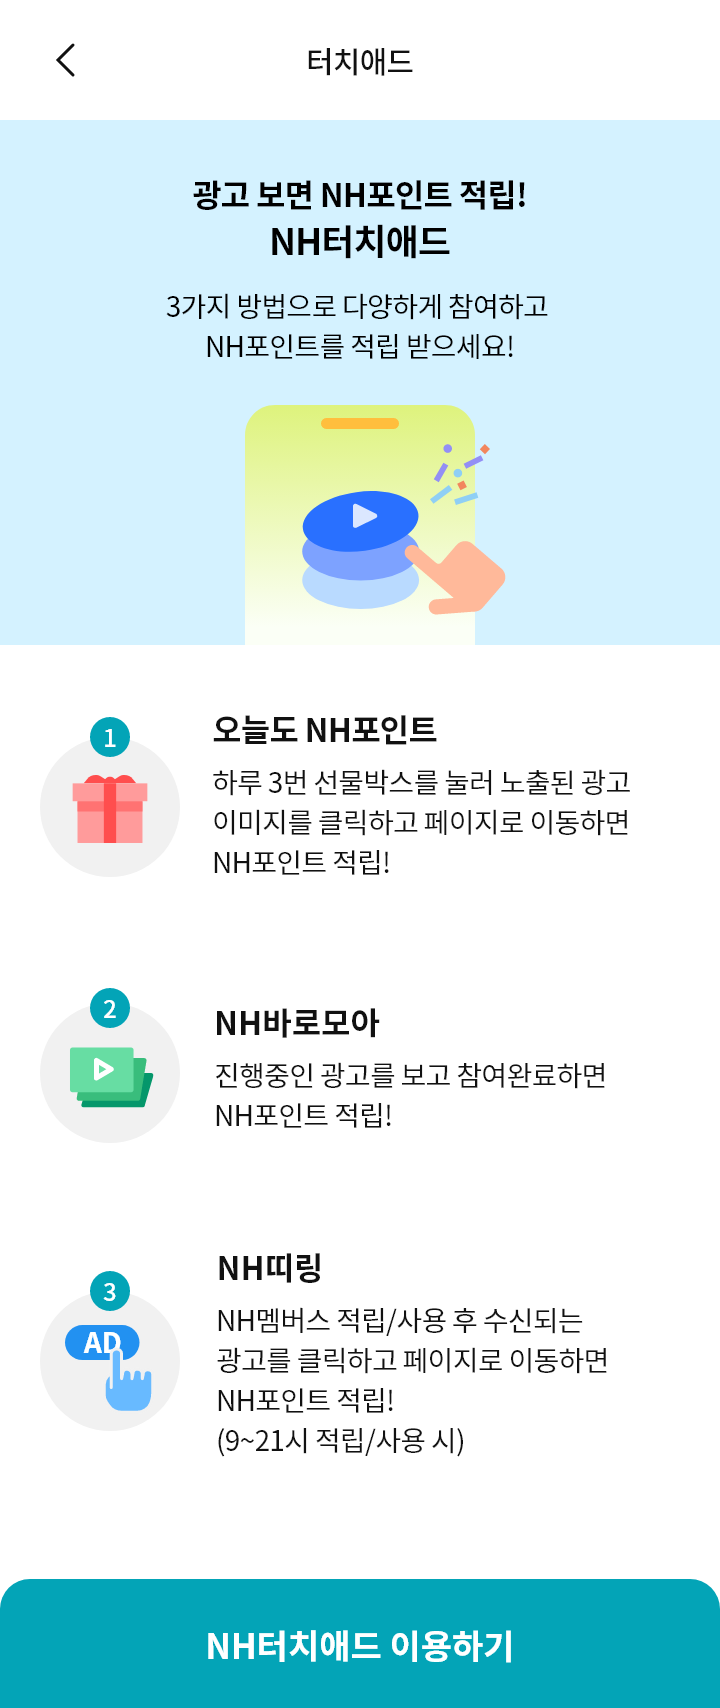 터치애드
광고 보면 NH포인트 적립!
NH터치애드
3가지 방법으로 다양하게 참여하고
NH포인트를 적립 받으세요!
1
오늘도 NH포인트
하루 3번 선물박스를 눌러 노출된 광고
이미지를 클릭하고 페이지로 이동하면
NH포인트 적립!
2
NH바로모아
진행중인 광고를 보고 참여완료하면
NH포인트 적립!
3
AD
NH띠링
NH멤버스 적립/사용 후 수신되는
광고를 클릭하고 페이지로 이동하면
NH포인트 적립!
(9~21시 적립/사용 시)
NH터치애드 이용하기